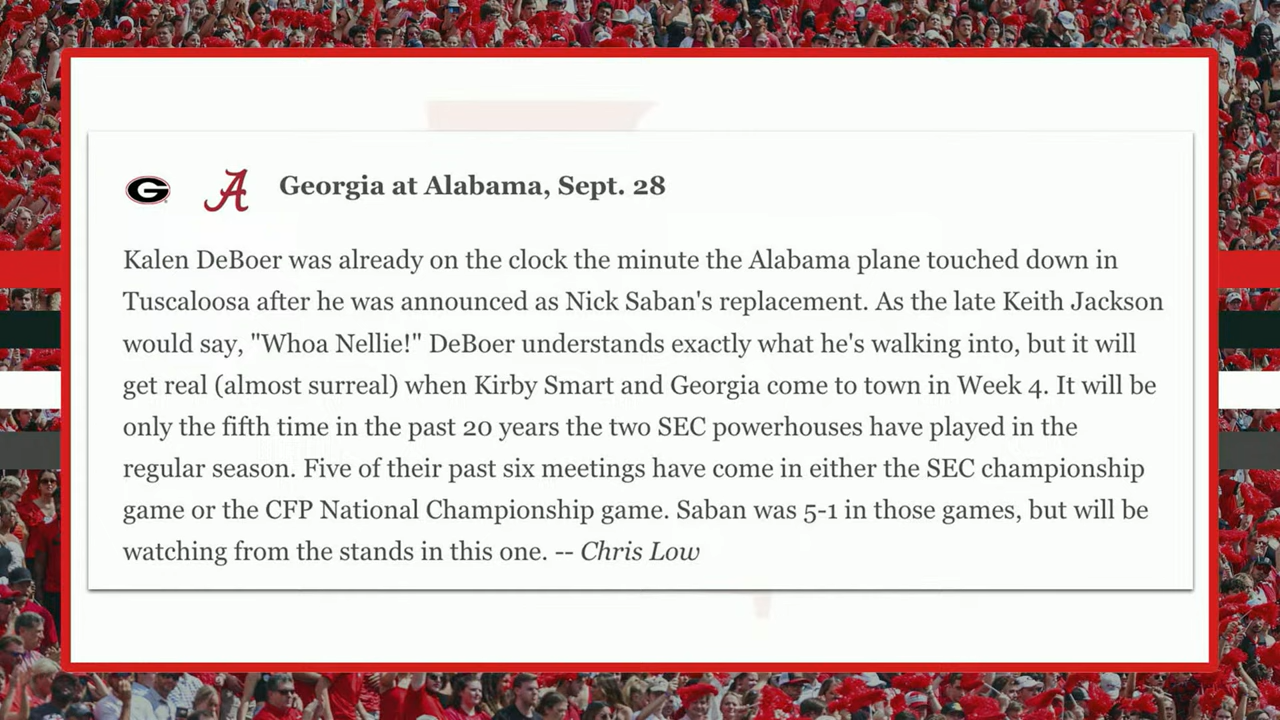 Georgia at Alabama, Sept. 28
Kalen DeBoer was already on the clock the minute the Alabama plane touched down in
Tuscaloosa after he was announced as Nick Saban's replacement. As the late Keith Jackson
would say, "Whoa Nellie!" DeBoer understands exactly what he's walking into, but it will
get real (almost surreal) when Kirby Smart and Georgia come to town in Week 4. It will be
only the fifth time in the past 20 years the two SEC powerhouses have played in the
regular season. Five of their past six meetings have come in either the SEC championship
game or the CFP National Championship game. Saban was 5-1 in those games, but will be
watching from the stands in this one. -- Chris Low